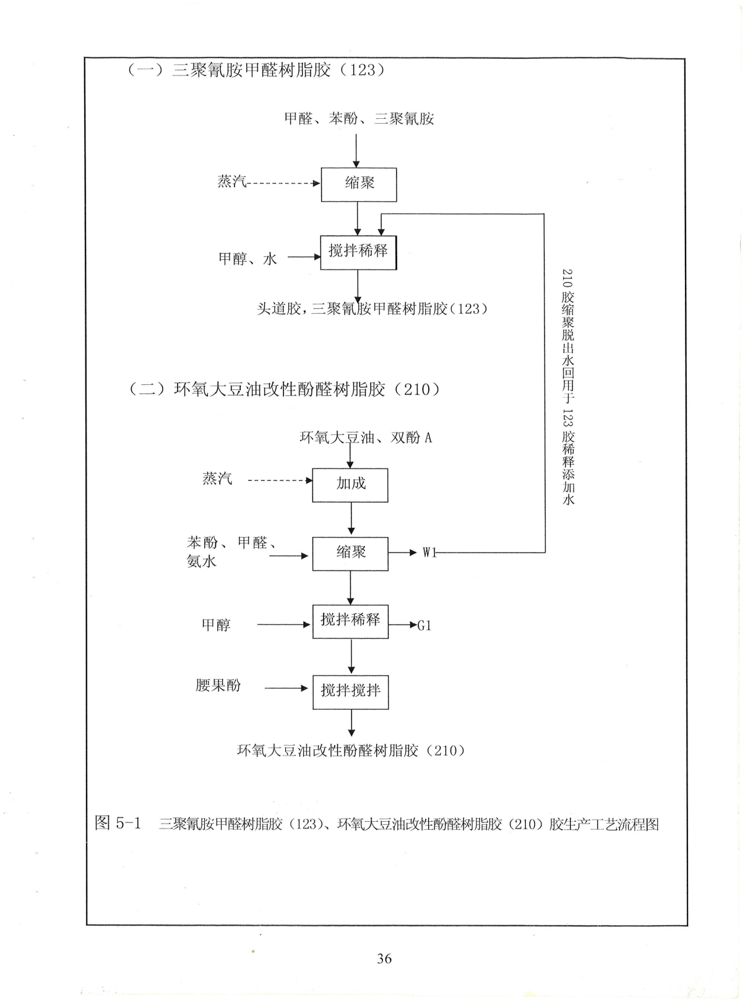 （一）三聚氰胺甲醛树脂胶（123）
甲醛、苯酚、三聚氰胺
蒸汽
缩聚
搅拌稀释
甲醇、水
头道胶，三聚氰胺甲醛树脂胶（123）
210 胶缩聚脱出水回用于 123 胶稀释添加水
（二）环氧大豆油改性酚醛树脂胶（210）
环氧大豆油、双酚 A
蒸汽
加成
苯酚、甲醛、
氨水
缩聚
W1
甲醇
搅拌稀释
G1
腰果酚
搅拌搅拌
环氧大豆油改性酚醛树脂胶（210）
图 5-1 三聚氰胺甲醛树脂胶（123）、环氧大豆油改性酚醛树脂胶（210）胶生产工艺流程图
36